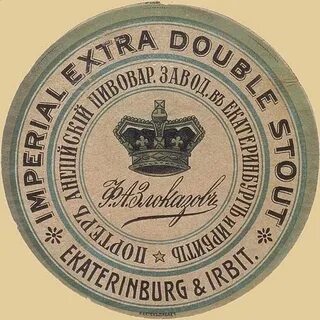 IMPERIAL EXTRA DOUBLE STOUT
EKATERINBURG & IRBIT.
ПОРТЕРЪ АНГЛІЙСКІЙ ПИВОВАР. ЗАВОД. ВЪ ЕКАТЕРИНБУРГѢ И ИРБИТѢ
Ф.А.Злоказовъ